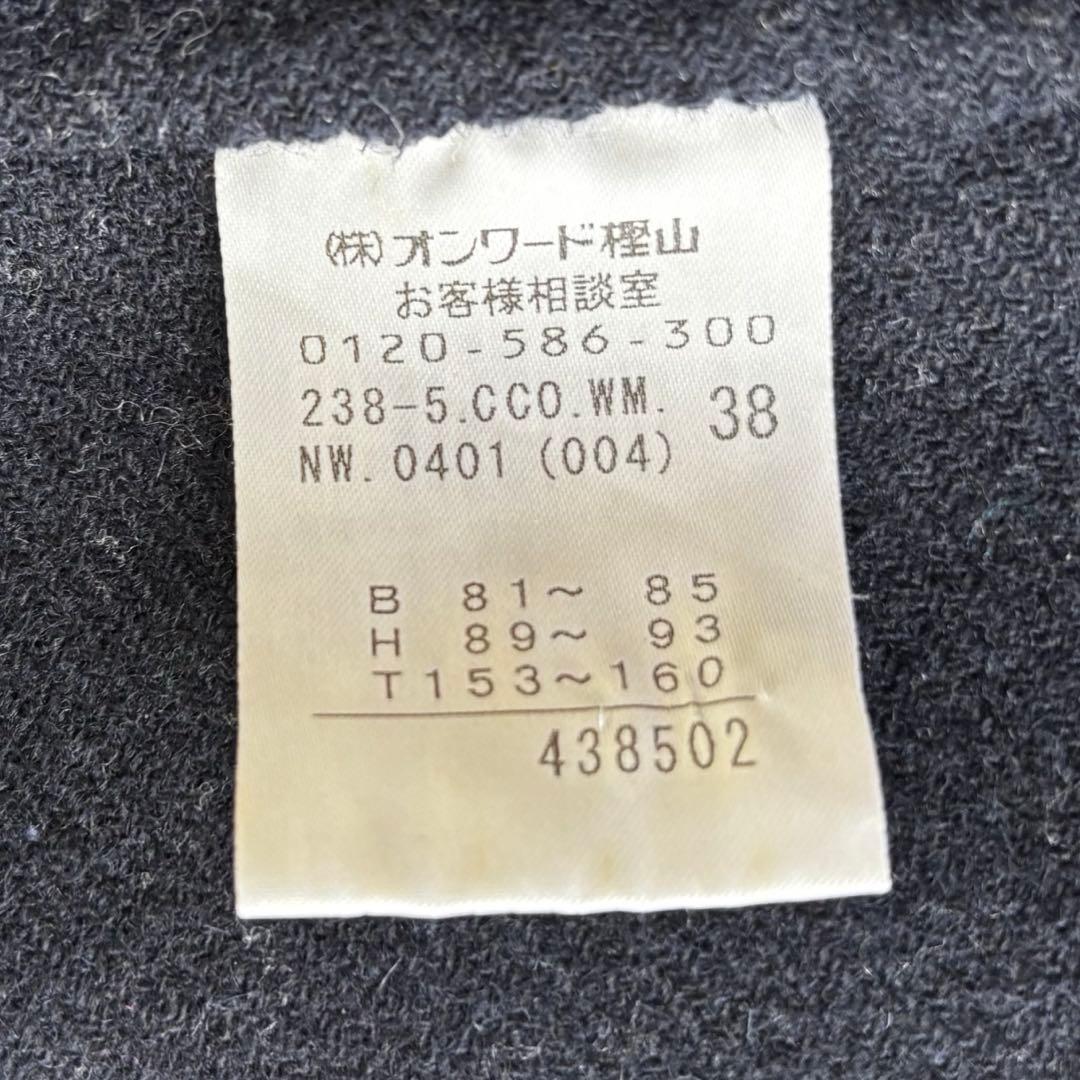 (株)オンワード樫山
お客様相談室
0120-586-300
238-5.CCO.WM. 38
NW. 0401 (004)
B 81~ 85
H 89~ 93
T153~160
438502